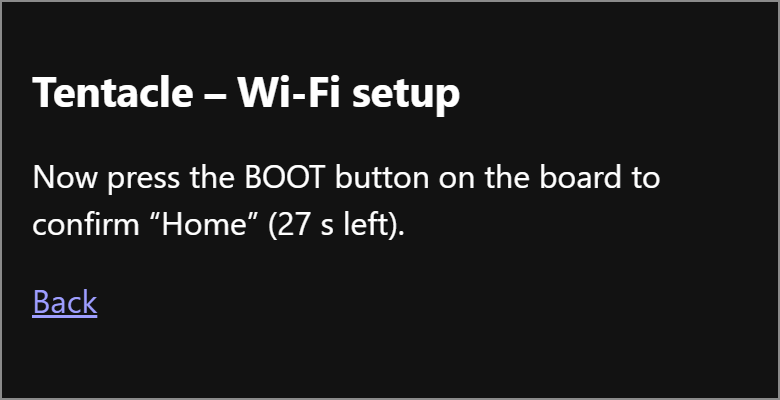 Tentacle – Wi-Fi setup
Now press the BOOT button on the board to
confirm “Home” (27 s left).
Back